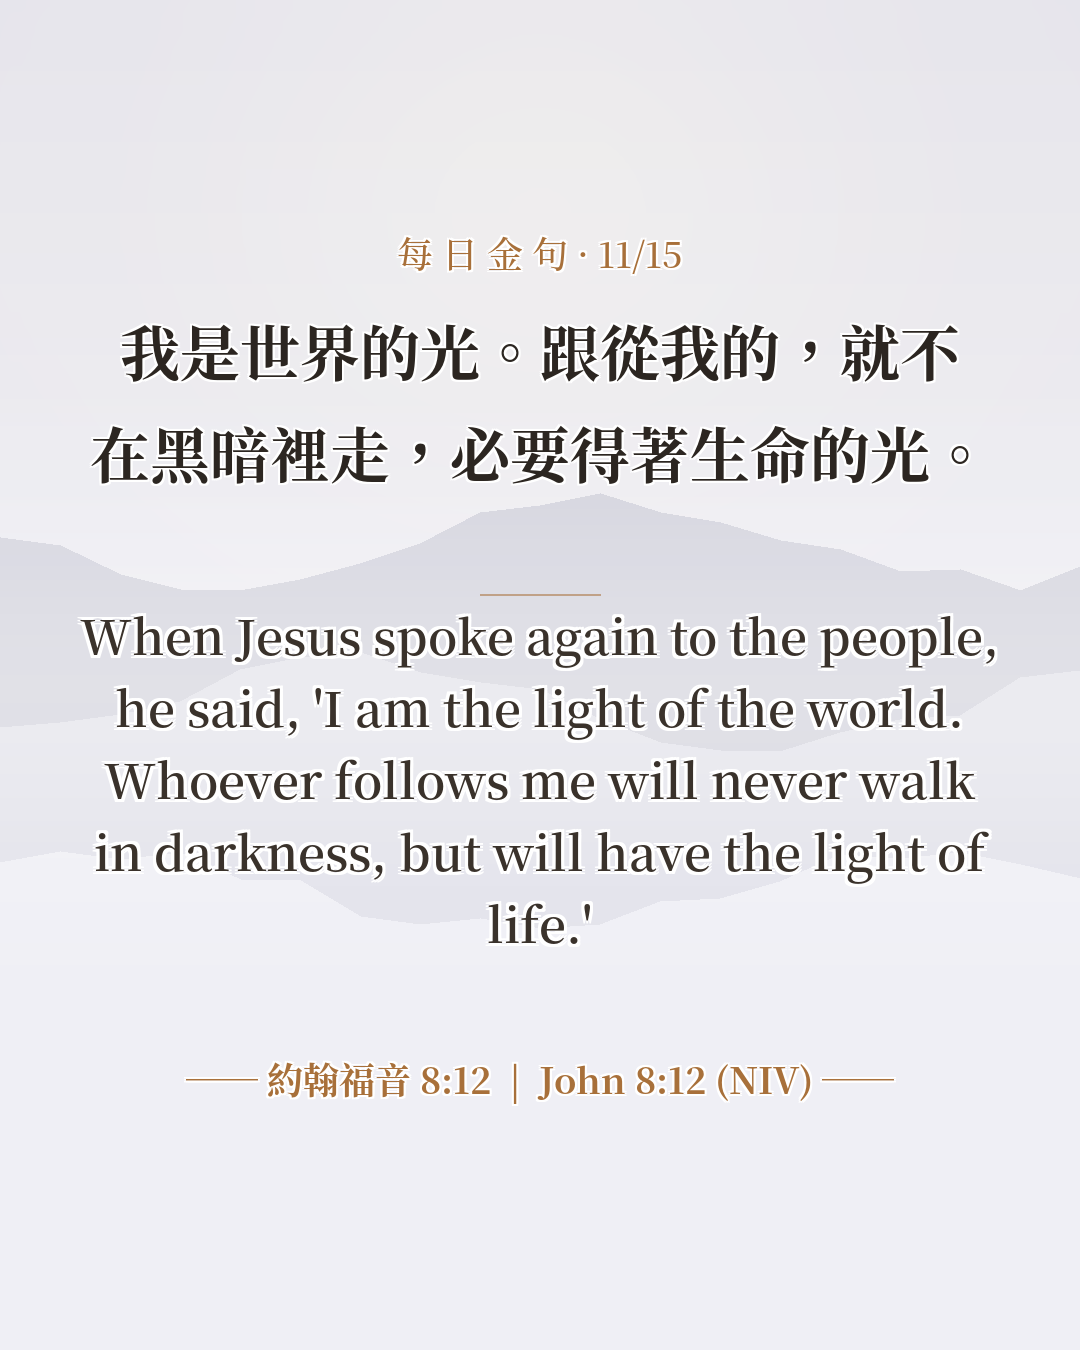 每日金句·11/15
我是世界的光。跟從我的，就不
在黑暗裡走，必要得著生命的光。
When Jesus spoke again to the people,
he said, 'I am the light of the world.
Whoever follows me will never walk
in darkness, but will have the light of
life.'
—— 約翰福音 8:12 | John 8:12 (NIV) ——